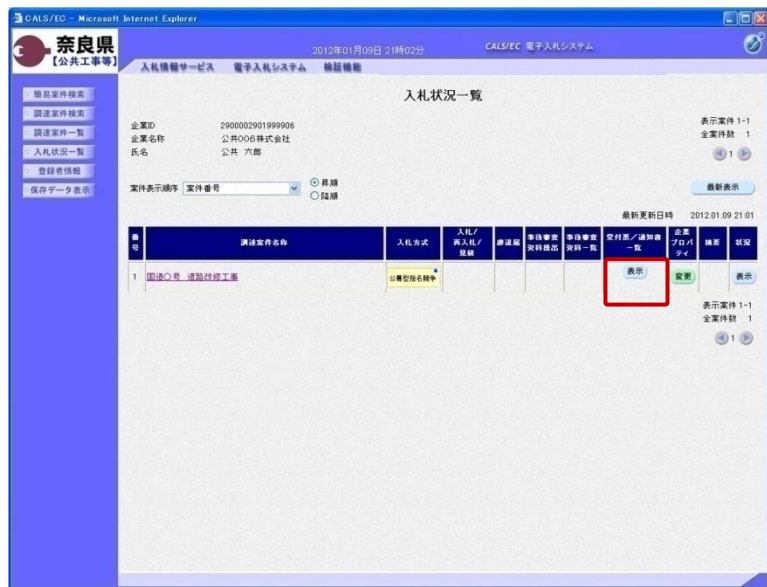 CALS/EC - Microsoft Internet Explorer
奈良県
【公共工事等】
2012年01月09日 21時02分
CALS/EC 電子入札システム
入札情報サービス 電子入札システム 検証機能
簡易案件検索
調達案件検索
調達案件一覧
入札状況一覧
登録者情報
保存データ表示
入札状況一覧
企業ID 2900002901999906
企業名称 公共006株式会社
氏名 公共 六郎
表示案件 1-1
全案件数 1
1
案件表示順序 案件番号
昇順
降順
最新表示
最新更新日時 2012.01.09 21:01
番号 調達案件名称 入札方式 入札/再入札/見積 辞退届 事後審査資料提出 事後審査資料一覧 受付票/通知書一覧 企業プロパティ 摘要 状況
1 国道〇号 道路改修工事 公募型指名競争 表示 変更 表示
表示案件 1-1
全案件数 1
1